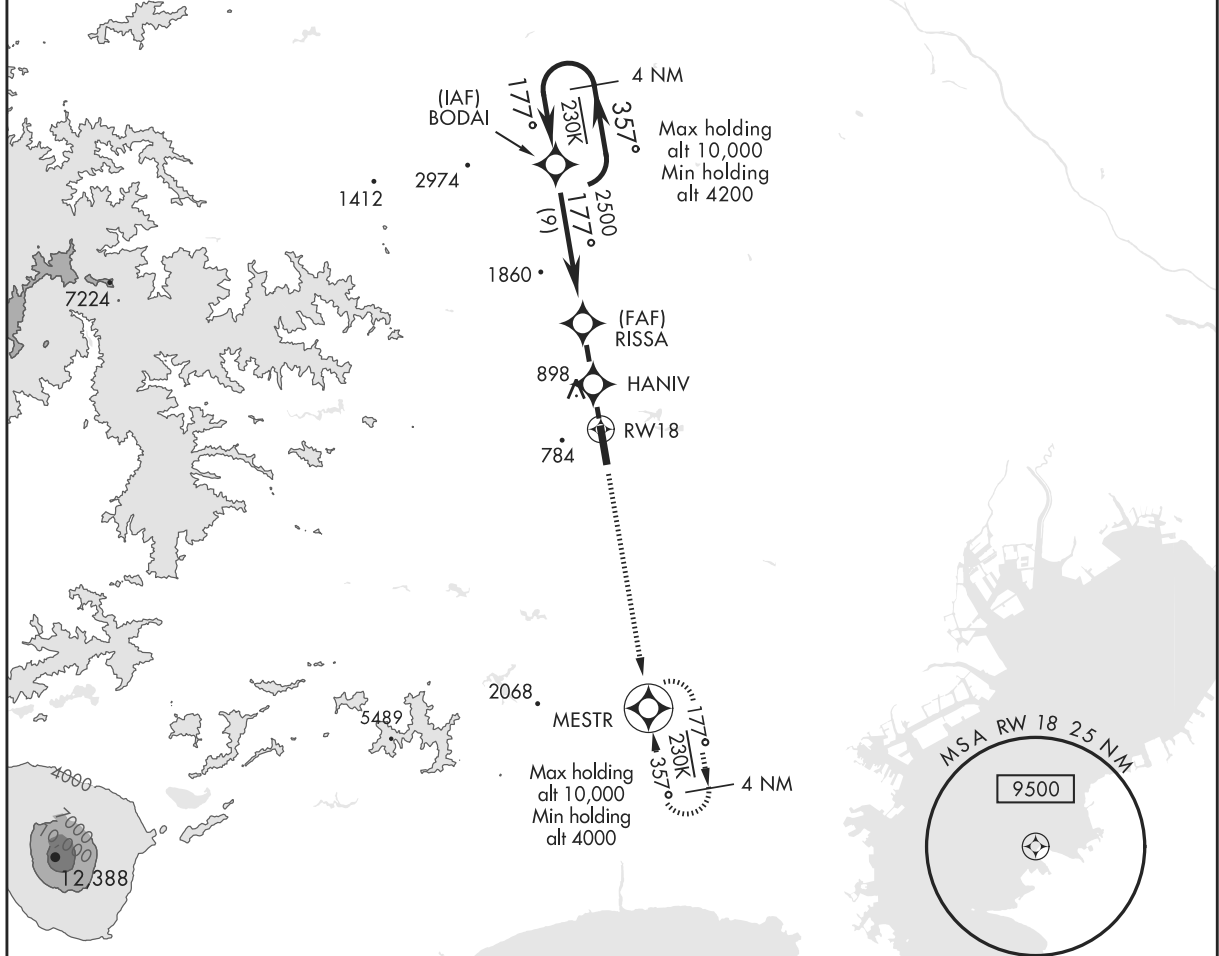 4 NM
(IAF)
BODAI
177°
230K
357°
Max holding
alt 10,000
Min holding
alt 4200
2974
1412
2500
177°
(9)
1860
7224
(FAF)
RISSA
898
HANIV
RW18
784
2068
MESTR
5489
177°
230K
357°
4 NM
Max holding
alt 10,000
Min holding
alt 4000
MSA RW 18 25 NM
9500
4000
7000
12,388